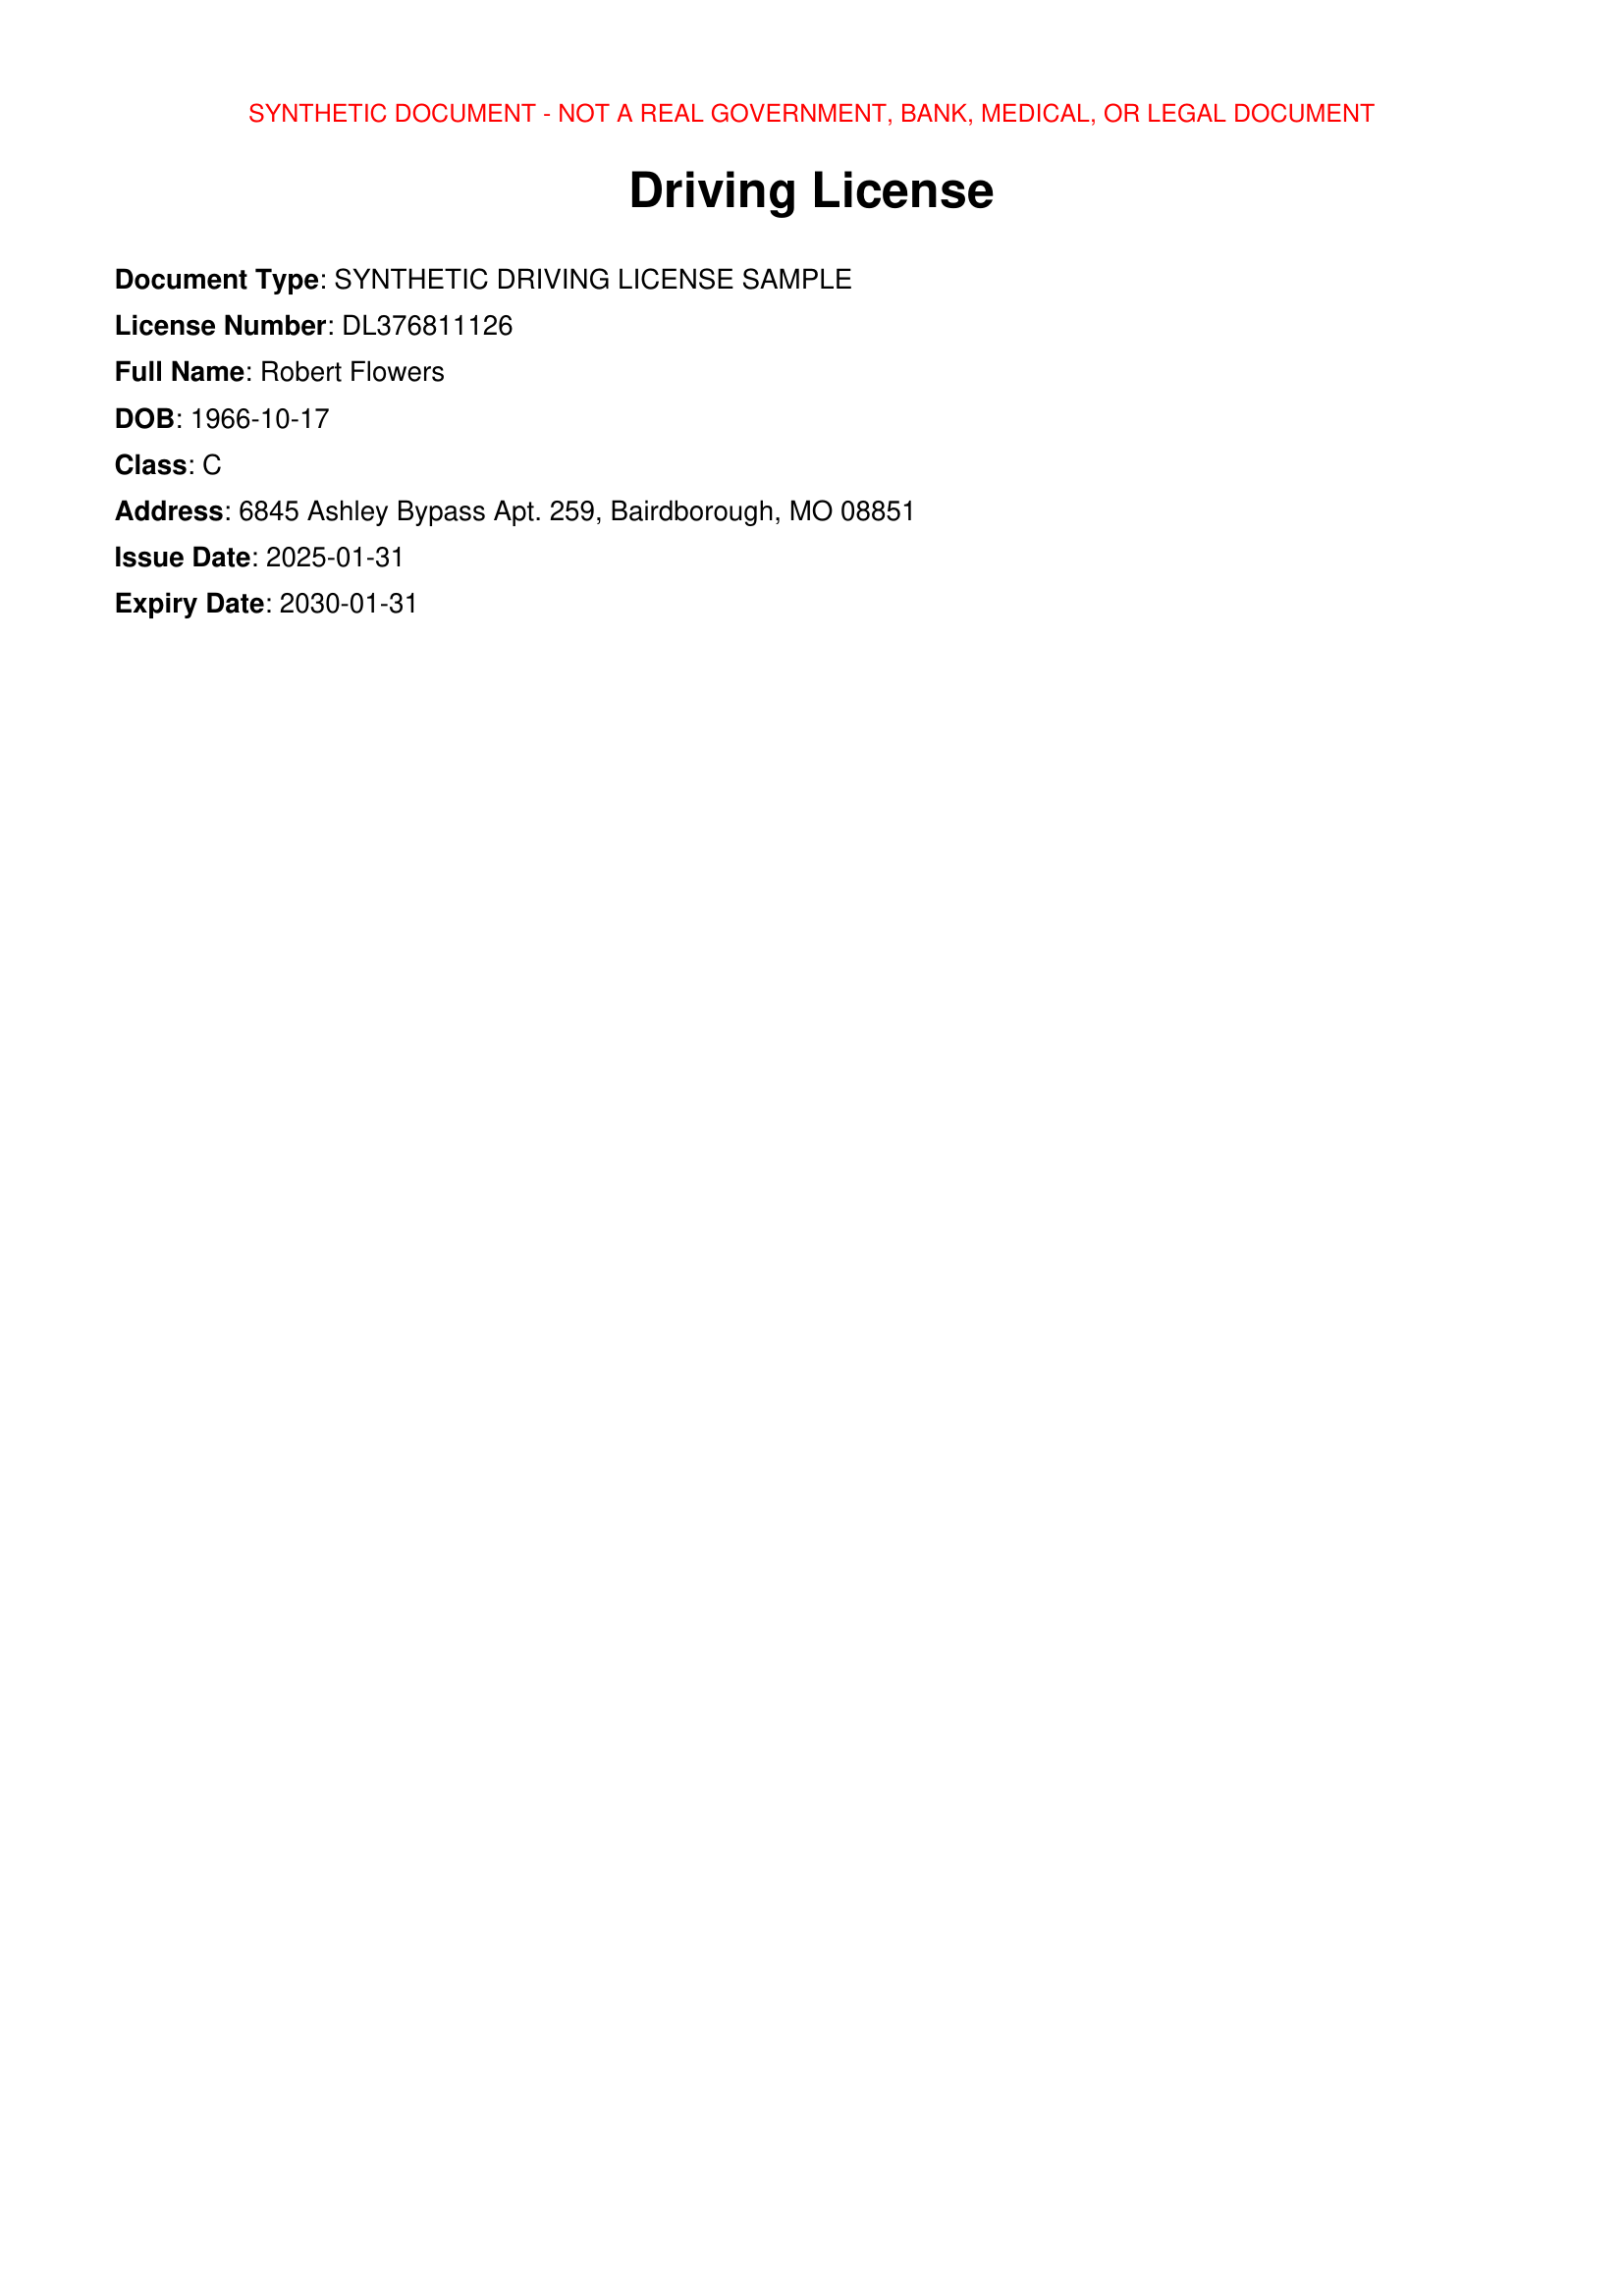 SYNTHETIC DOCUMENT - NOT A REAL GOVERNMENT, BANK, MEDICAL, OR LEGAL DOCUMENT
Driving License
Document Type: SYNTHETIC DRIVING LICENSE SAMPLE
License Number: DL376811126
Full Name: Robert Flowers
DOB: 1966-10-17
Class: C
Address: 6845 Ashley Bypass Apt. 259, Bairdborough, MO 08851
Issue Date: 2025-01-31
Expiry Date: 2030-01-31